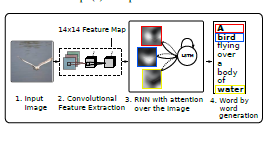 14x14 Feature Map
LSTM
A
bird
flying
over
a
body
of
water
1. Input
Image
2. Convolutional
Feature Extraction
3. RNN with attention
over the image
4. Word by
word
generation